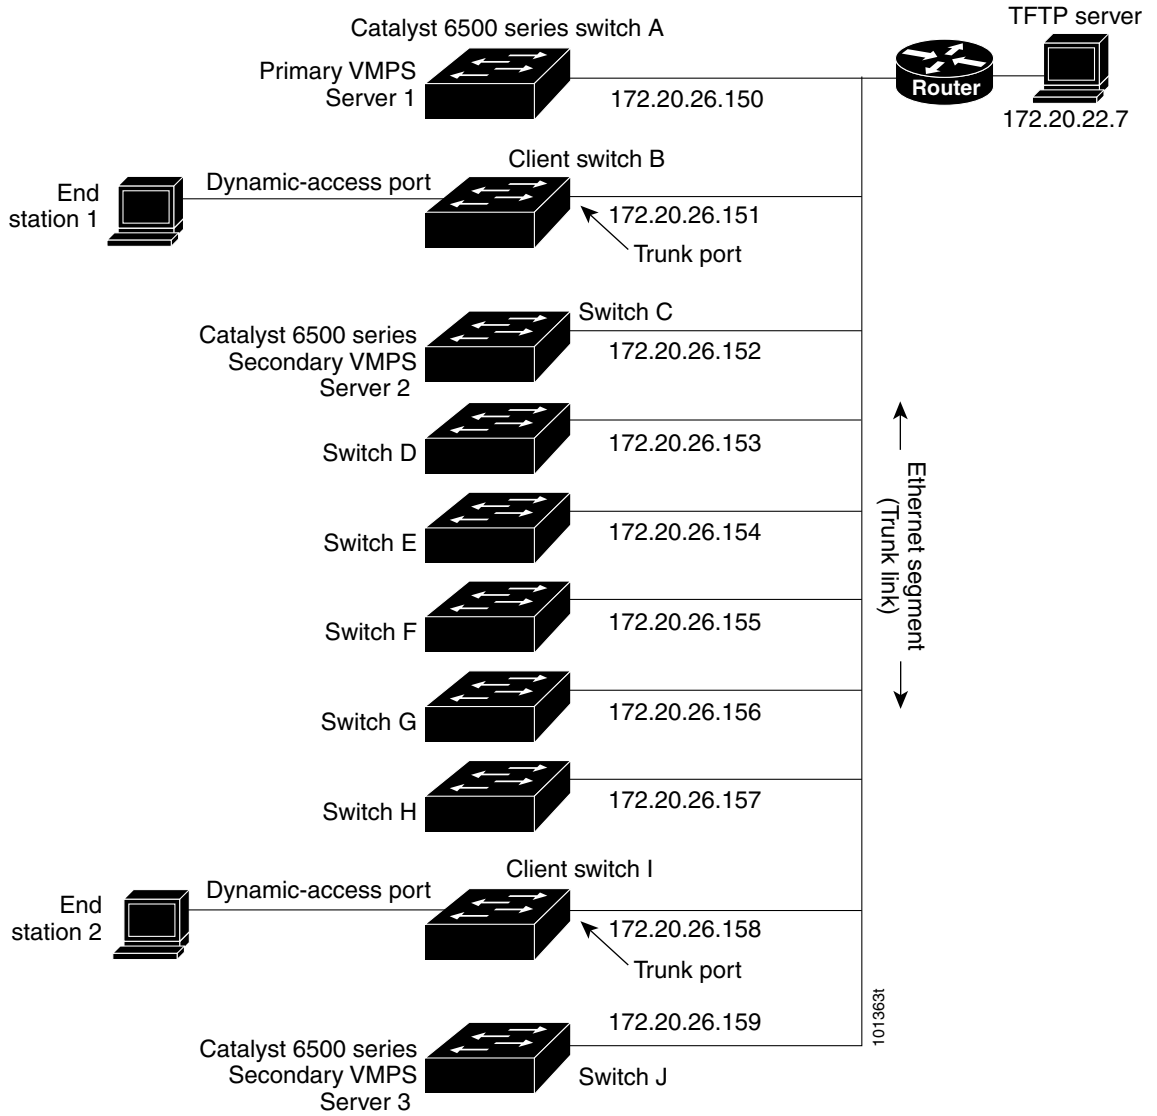 Catalyst 6500 series switch A
TFTP server
Primary VMPS
Server 1
172.20.26.150
Router
172.20.22.7
Client switch B
End
station 1
Dynamic-access port
172.20.26.151
Trunk port
Switch C
Catalyst 6500 series
Secondary VMPS
Server 2
172.20.26.152
Switch D
172.20.26.153
Ethernet segment
(Trunk link)
Switch E
172.20.26.154
Switch F
172.20.26.155
Switch G
172.20.26.156
Switch H
172.20.26.157
Client switch I
End
station 2
Dynamic-access port
172.20.26.158
Trunk port
101363t
172.20.26.159
Catalyst 6500 series
Secondary VMPS
Server 3
Switch J